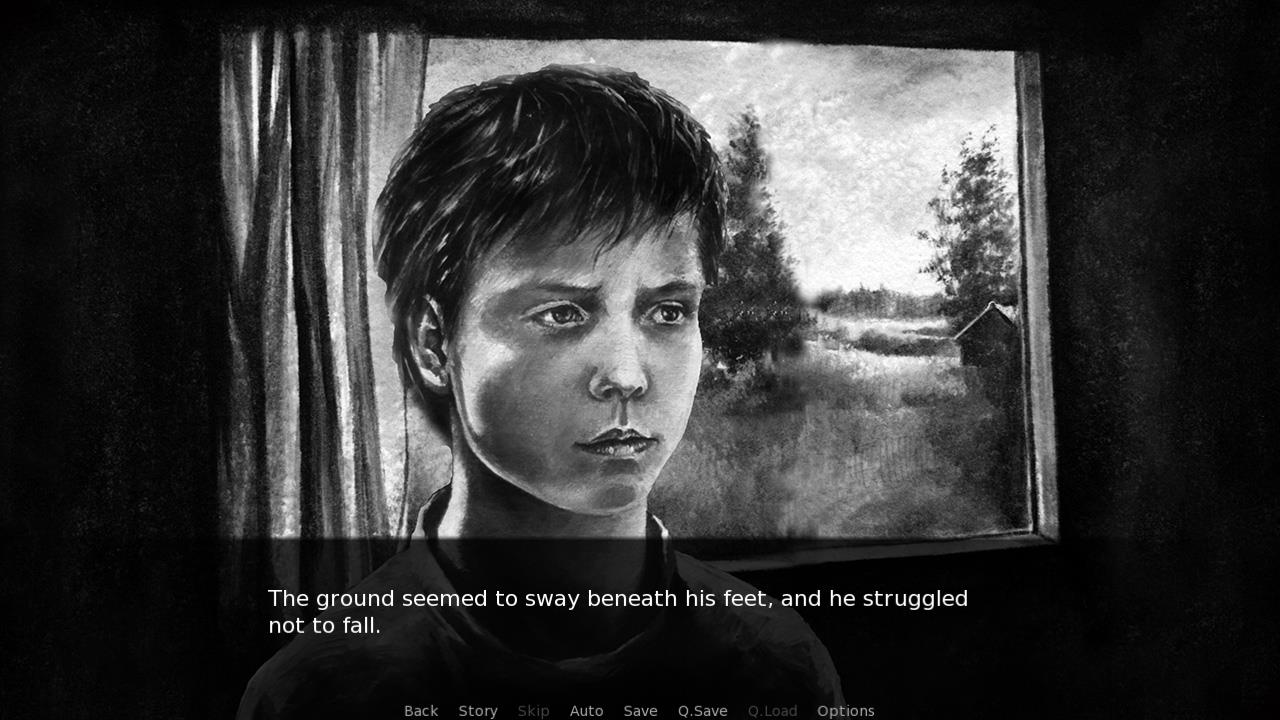 The ground seemed to sway beneath his feet, and he struggled
not to fall.
Back Story Skip Auto Save Q.Save Q.Load Options